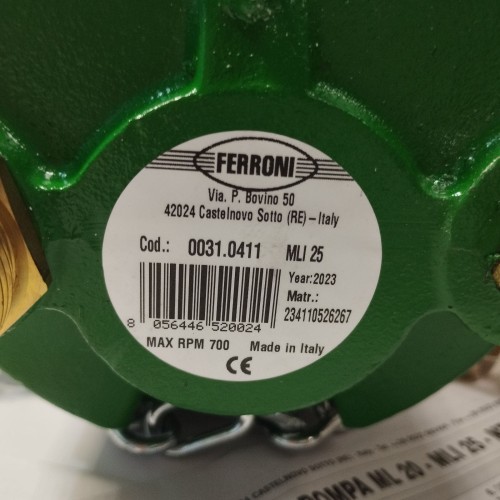 FERRONI
Via. P. Bovino 50
42024 Castelnovo Sotto (RE) – Italy
Cod.: 0031.0411 MLI 25
Year:2023
Matr.:
234110526267
8 056446 520024
MAX RPM 700 Made in Italy
CE
POMPA ML 20 - MLI 25 -